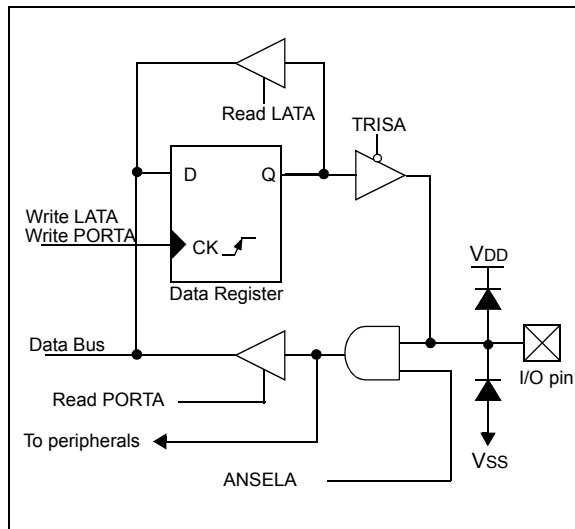 Read LATA
TRISA
D
Q
Write LATA
Write PORTA
CK
VDD
Data Register
Data Bus
I/O pin
Read PORTA
To peripherals
VSS
ANSELA